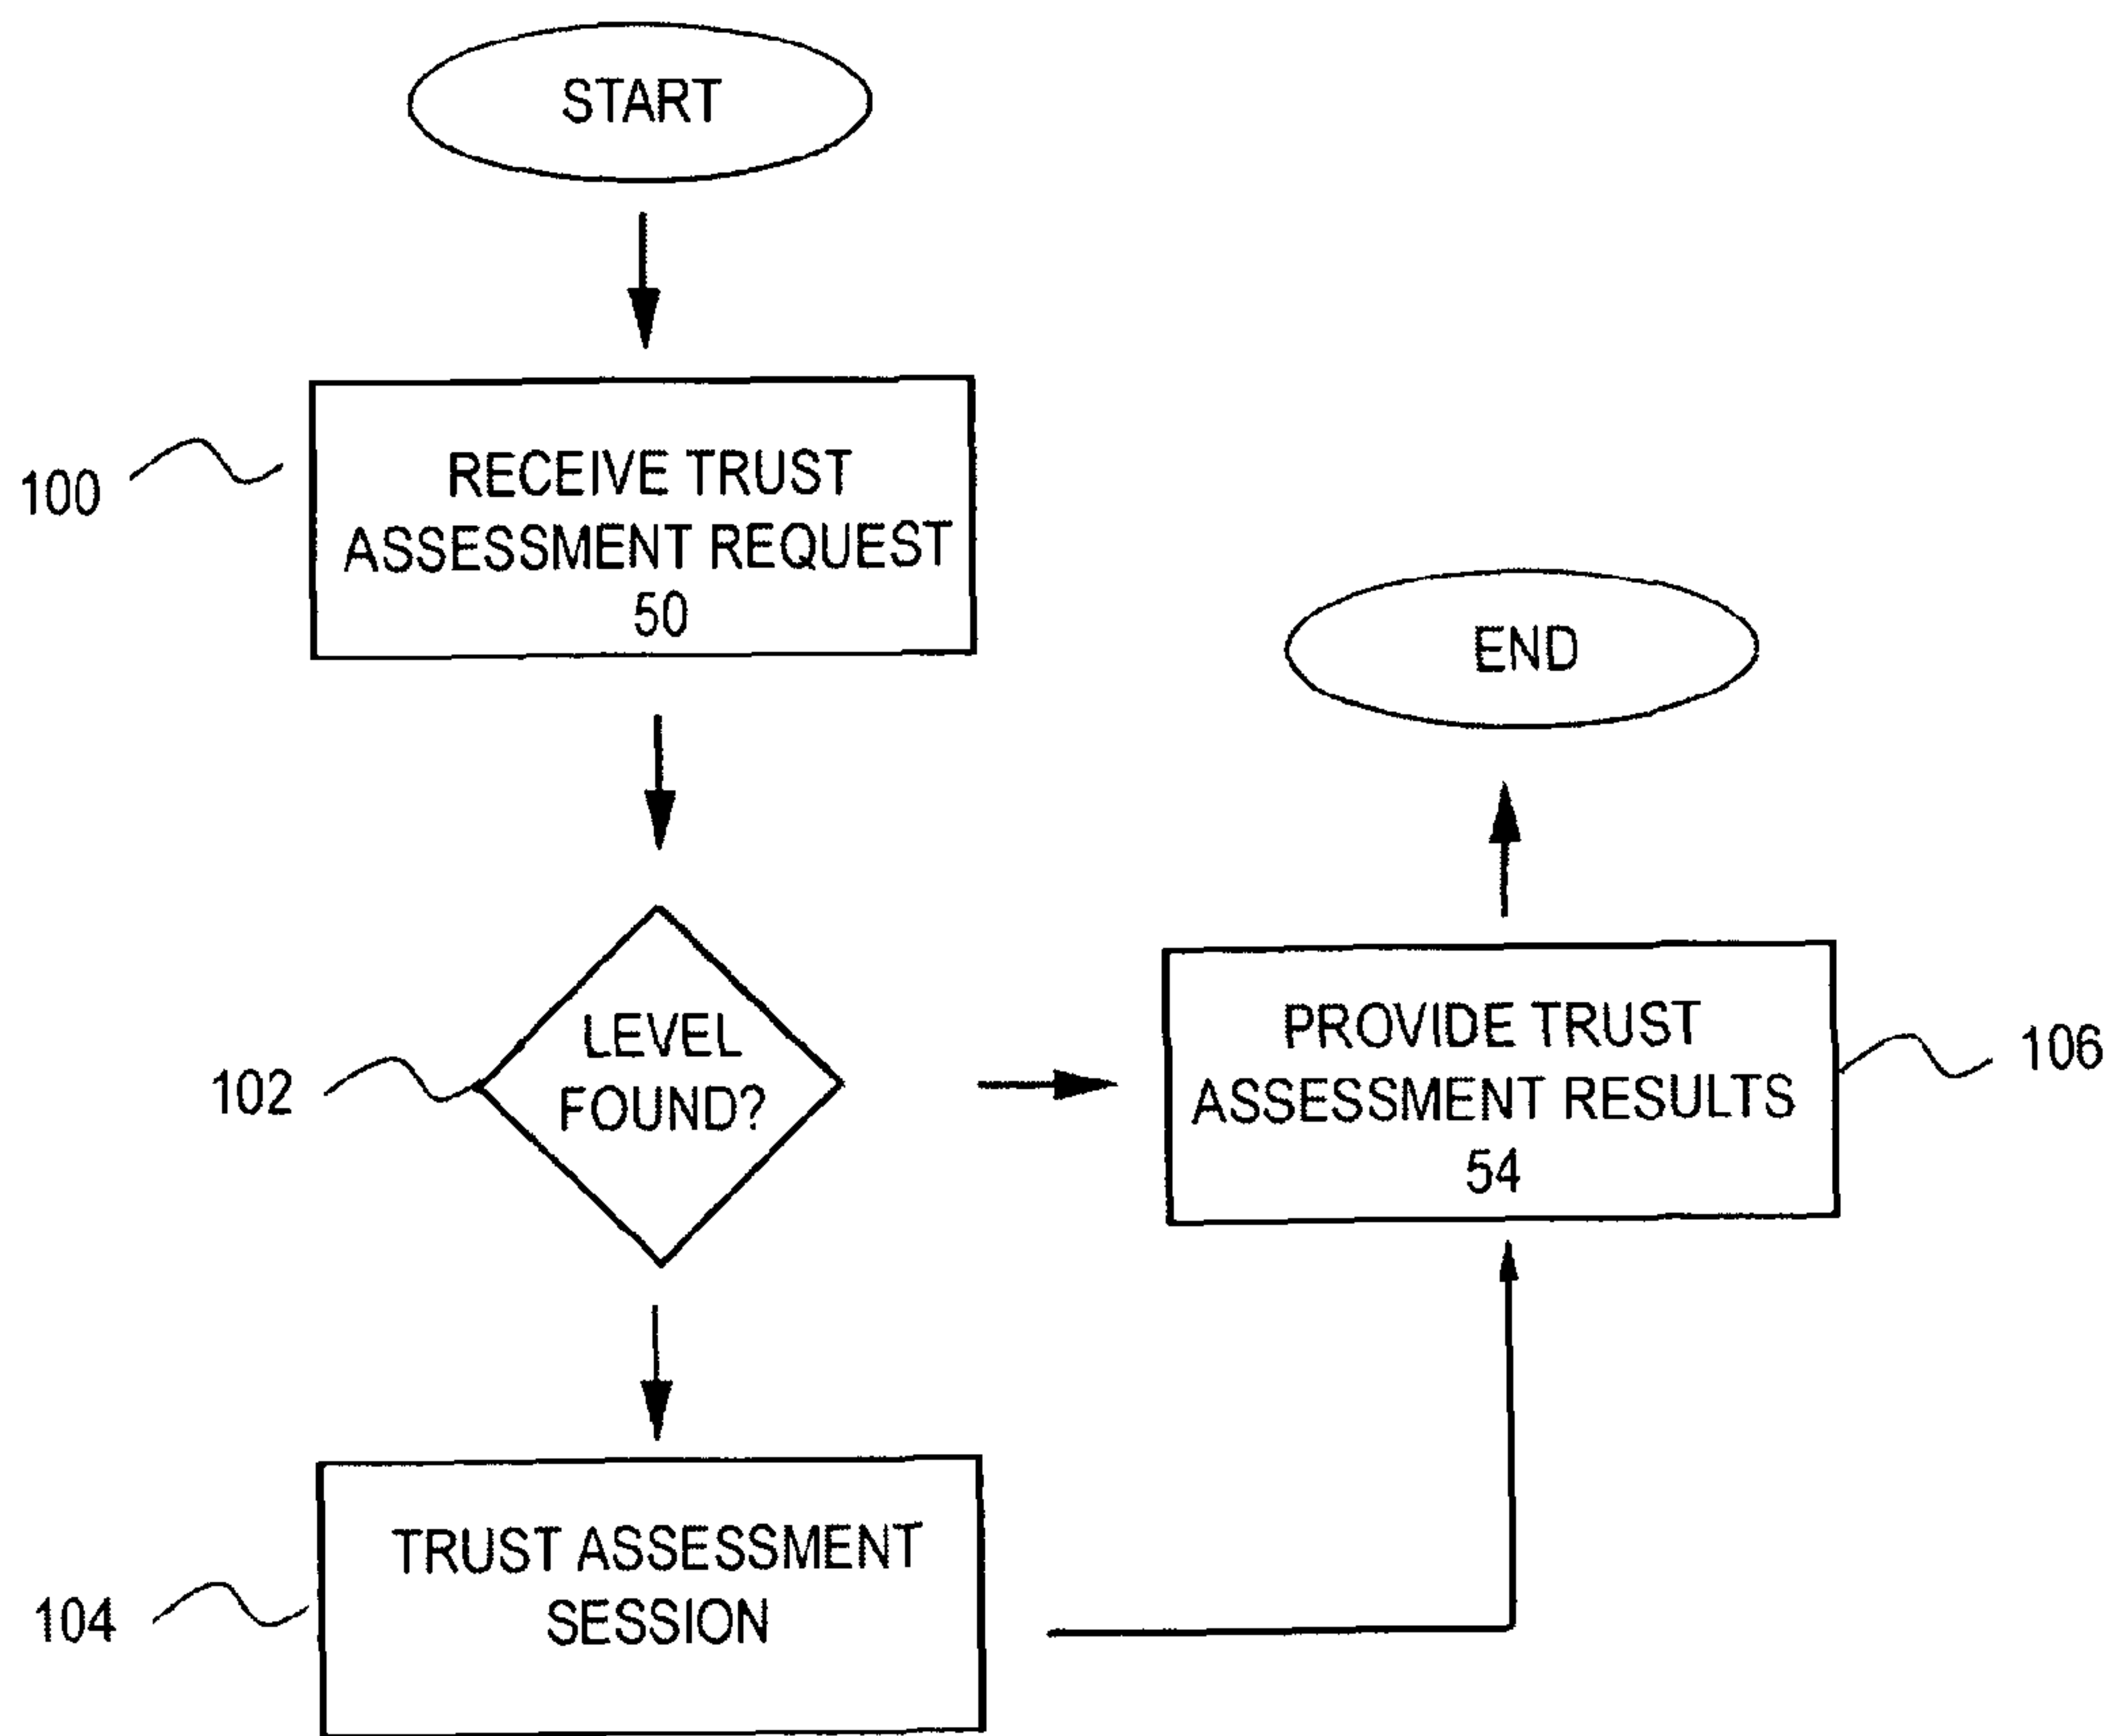 START
100
RECEIVE TRUST
ASSESSMENT REQUEST
50
END
102
LEVEL
FOUND?
PROVIDE TRUST
ASSESSMENT RESULTS
54
106
104
TRUST ASSESSMENT
SESSION